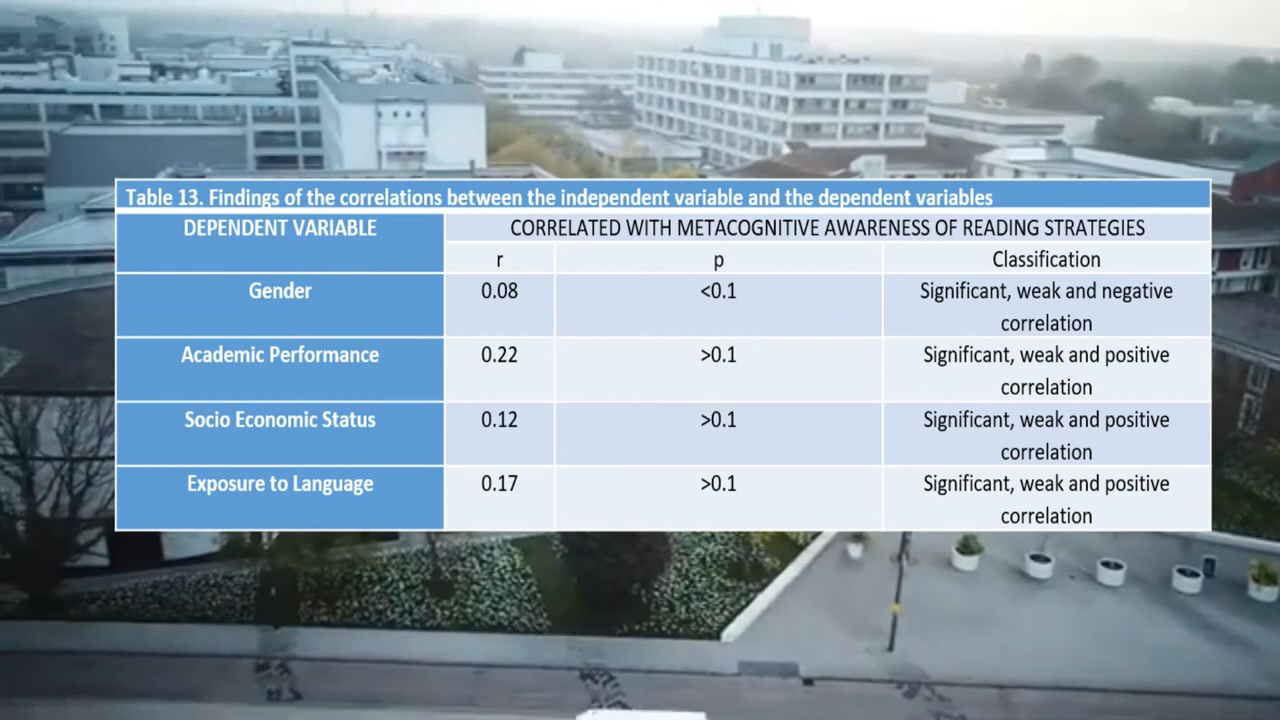 Table 13. Findings of the correlations between the independent variable and the dependent variables
DEPENDENT VARIABLE
CORRELATED WITH METACOGNITIVE AWARENESS OF READING STRATEGIES
r
p
Classification
Gender
0.08
<0.1
Significant, weak and negative
correlation
Academic Performance
0.22
>0.1
Significant, weak and positive
correlation
Socio Economic Status
0.12
>0.1
Significant, weak and positive
correlation
Exposure to Language
0.17
>0.1
Significant, weak and positive
correlation